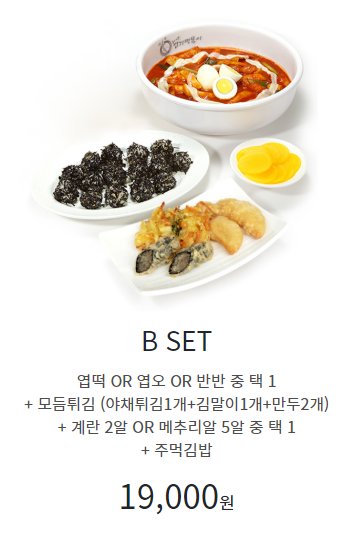 B SET
엽떡 OR 엽오 OR 반반 중 택 1
+ 모듬튀김 (야채튀김1개+김말이1개+만두2개)
+ 계란 2알 OR 메추리알 5알 중 택 1
+ 주먹김밥
19,000원